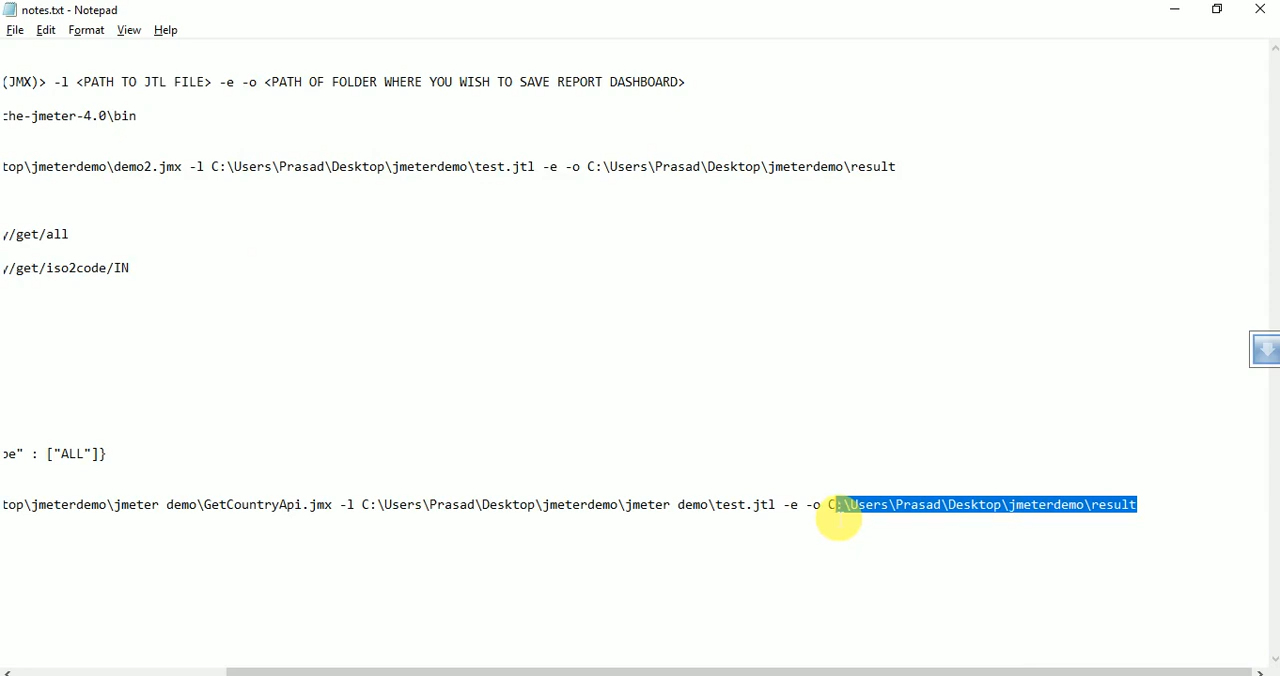 notes.txt - Notepad
File Edit Format View Help
(JMX)> -l <PATH TO JTL FILE> -e -o <PATH OF FOLDER WHERE YOU WISH TO SAVE REPORT DASHBOARD>
che-jmeter-4.0\bin
top\jmeterdemo\demo2.jmx -l C:\Users\Prasad\Desktop\jmeterdemo\test.jtl -e -o C:\Users\Prasad\Desktop\jmeterdemo\result
//get/all
//get/iso2code/IN
pe" : ["ALL"]}
top\jmeterdemo\jmeter demo\GetCountryApi.jmx -l C:\Users\Prasad\Desktop\jmeterdemo\jmeter demo\test.jtl -e -o C:\Users\Prasad\Desktop\jmeterdemo\result